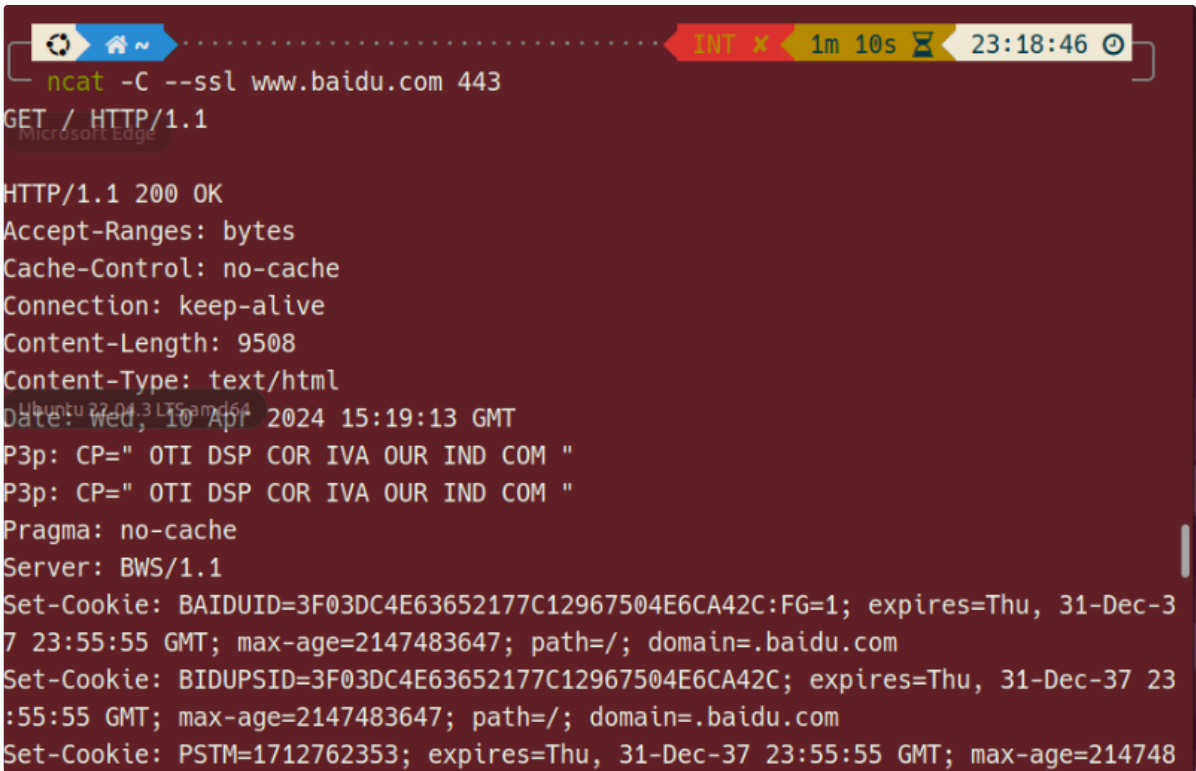 ~ INT ✘ 1m 10s 23:18:46
ncat -C --ssl www.baidu.com 443
GET / HTTP/1.1
Microsoft Edge
HTTP/1.1 200 OK
Accept-Ranges: bytes
Cache-Control: no-cache
Connection: keep-alive
Content-Length: 9508
Content-Type: text/html
Ubuntu 22.04.3 LTS amd64
Date: Wed, 10 Apr 2024 15:19:13 GMT
P3p: CP=" OTI DSP COR IVA OUR IND COM "
P3p: CP=" OTI DSP COR IVA OUR IND COM "
Pragma: no-cache
Server: BWS/1.1
Set-Cookie: BAIDUID=3F03DC4E63652177C12967504E6CA42C:FG=1; expires=Thu, 31-Dec-3
7 23:55:55 GMT; max-age=2147483647; path=/; domain=.baidu.com
Set-Cookie: BIDUPSID=3F03DC4E63652177C12967504E6CA42C; expires=Thu, 31-Dec-37 23
:55:55 GMT; max-age=2147483647; path=/; domain=.baidu.com
Set-Cookie: PSTM=1712762353; expires=Thu, 31-Dec-37 23:55:55 GMT; max-age=214748